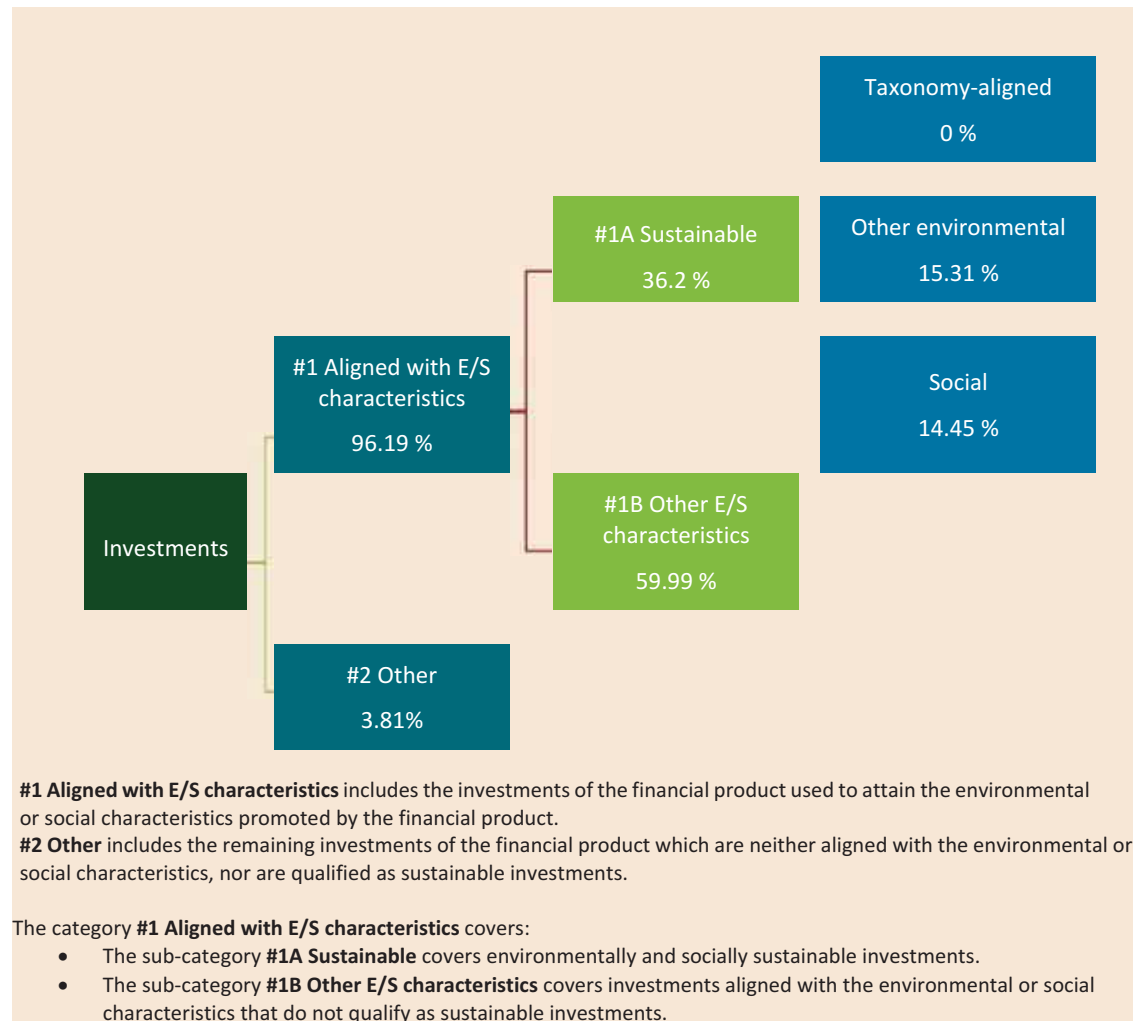 Taxonomy-aligned
0 %
#1A Sustainable
36.2 %
Other environmental
15.31 %
#1 Aligned with E/S
characteristics
96.19 %
Social
14.45 %
Investments
#1B Other E/S
characteristics
59.99 %
#2 Other
3.81%
#1 Aligned with E/S characteristics includes the investments of the financial product used to attain the environmental
or social characteristics promoted by the financial product.
#2 Other includes the remaining investments of the financial product which are neither aligned with the environmental or
social characteristics, nor are qualified as sustainable investments.
The category #1 Aligned with E/S characteristics covers:
• The sub-category #1A Sustainable covers environmentally and socially sustainable investments.
• The sub-category #1B Other E/S characteristics covers investments aligned with the environmental or social
characteristics that do not qualify as sustainable investments.